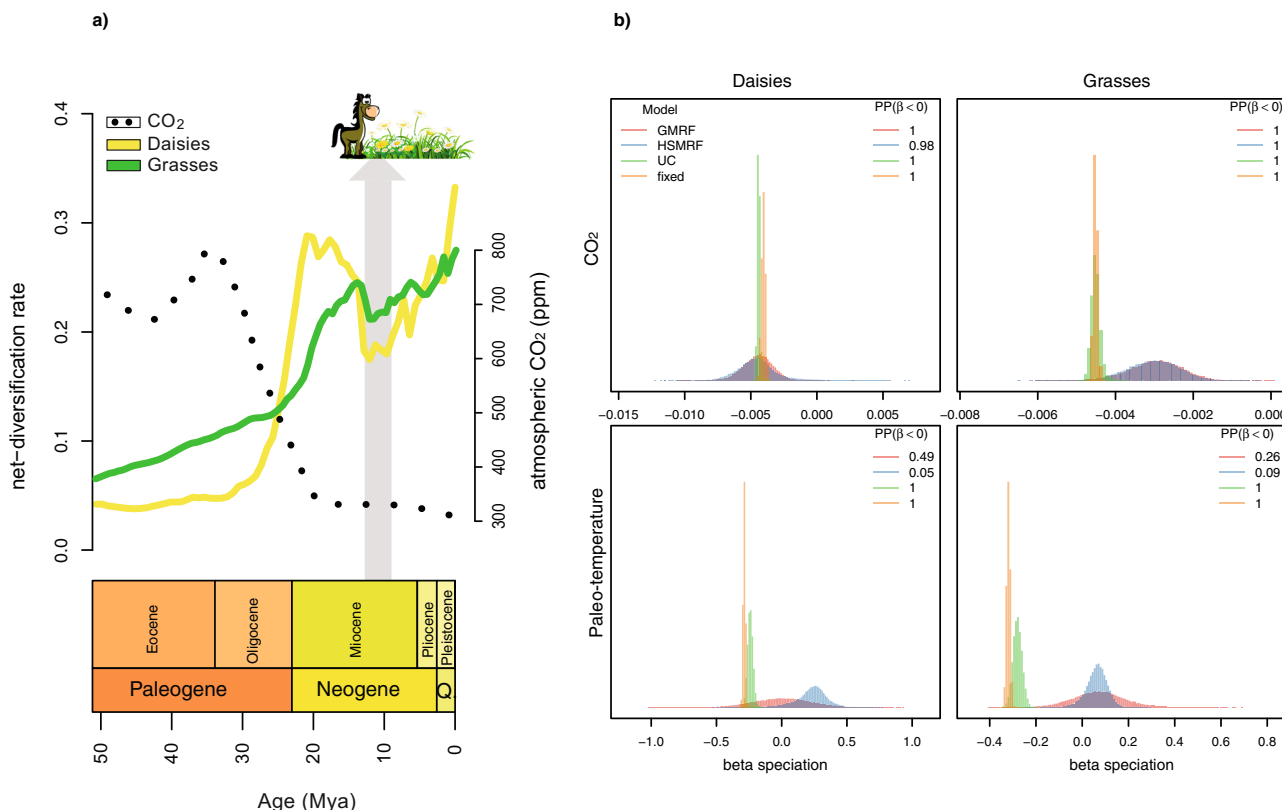 a)
net-diversification rate
0.0 0.1 0.2 0.3 0.4
CO₂
Daisies
Grasses
atmospheric CO₂ (ppm)
300 400 500 600 700 800
Eocene
Oligocene
Miocene
Pliocene
Pleistocene
Paleogene
Neogene
Q.
50 40 30 20 10 0
Age (Mya)
b)
Daisies
Grasses
CO₂
Model
PP(β < 0)
GMRF 1
HSMRF 0.98
UC 1
fixed 1
−0.015 −0.010 −0.005 0.000 0.005
PP(β < 0)
1
1
1
1
−0.008 −0.006 −0.004 −0.002 0.000
Paleo-temperature
PP(β < 0)
0.49
0.05
1
1
−1.0 −0.5 0.0 0.5 1.0
beta speciation
PP(β < 0)
0.26
0.09
1
1
−0.4 −0.2 0.0 0.2 0.4 0.6 0.8
beta speciation